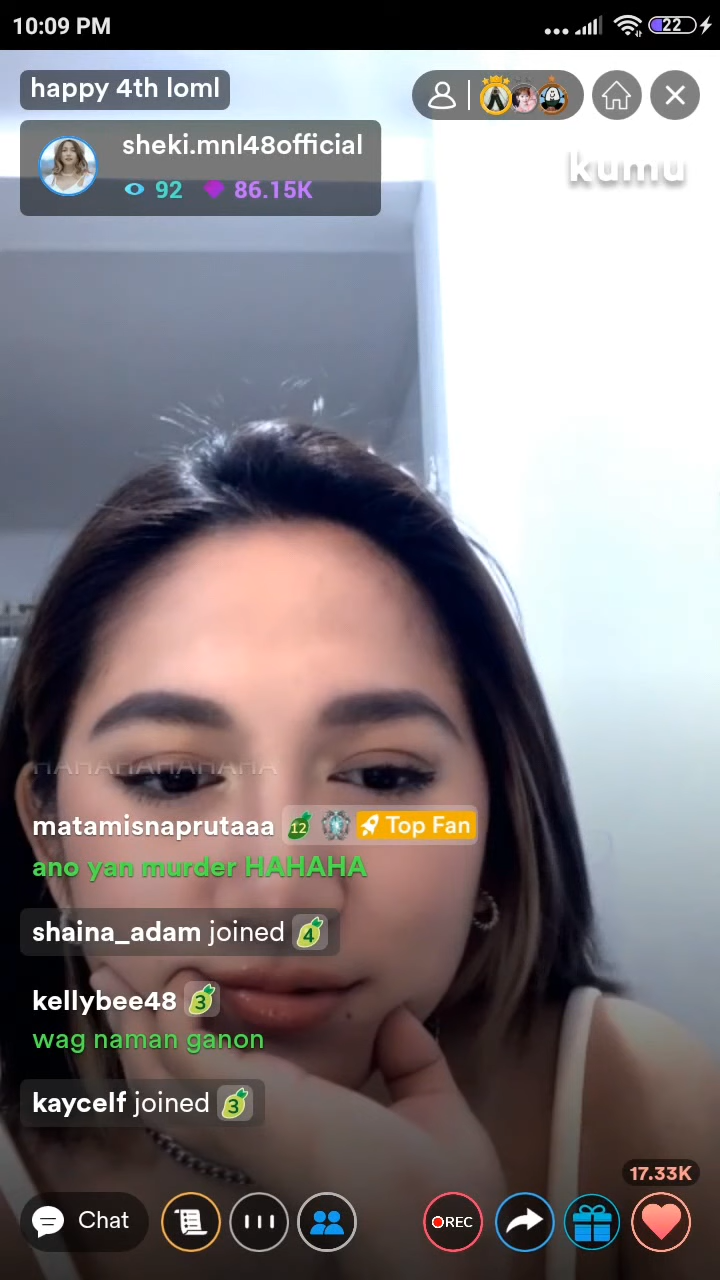 10:09 PM
22
happy 4th loml
sheki.mnl48official
92 86.15K
kumu
HAHAHAHAHAHA
matamisnaprutaaa 12 Top Fan
ano yan murder HAHAHA
shaina_adam joined 4
kellybee48 3
wag naman ganon
kaycelf joined 3
17.33K
Chat
REC